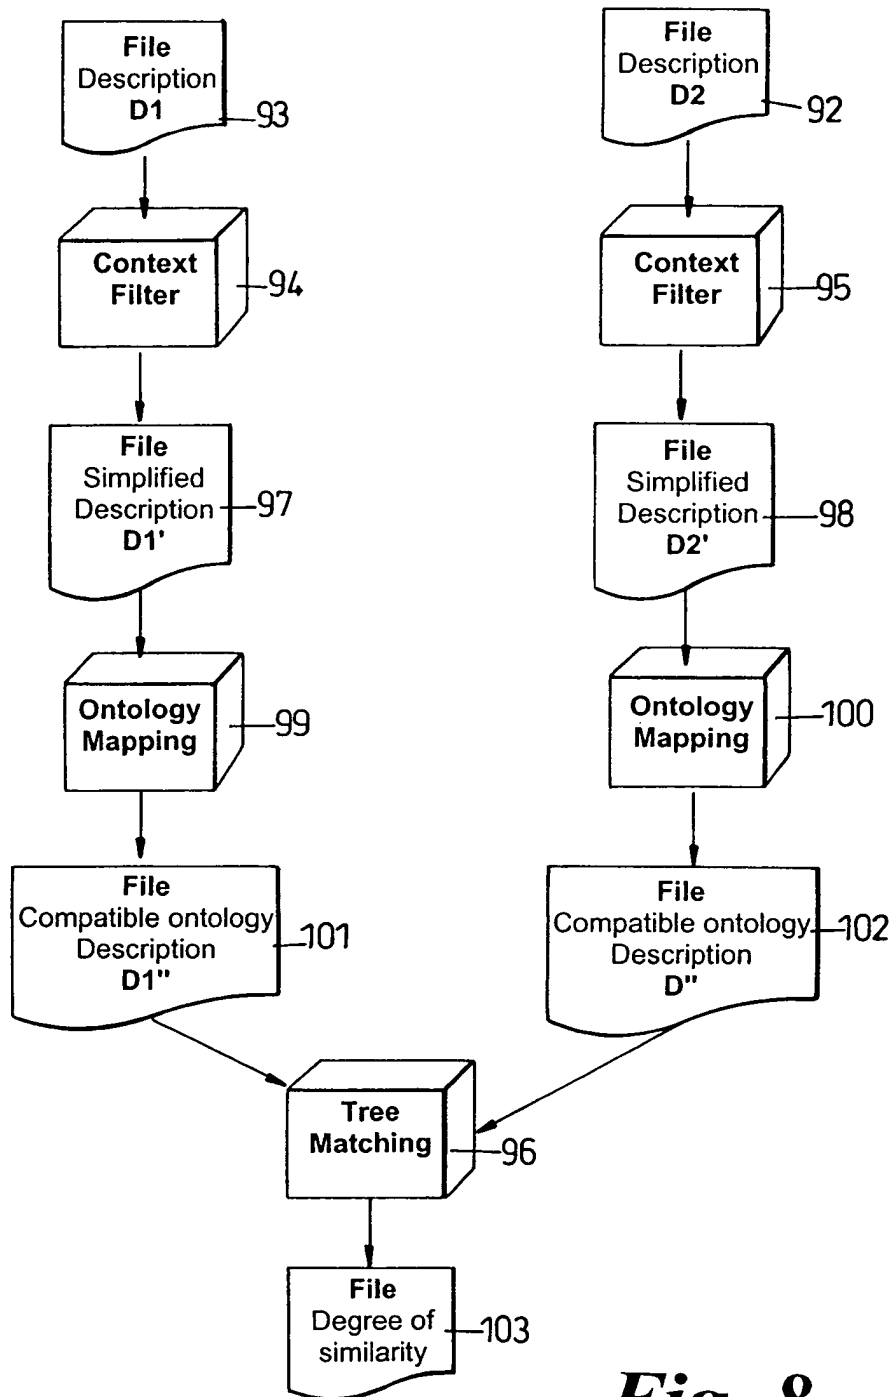 File
Description
D1
93
File
Description
D2
92
Context
Filter
94
Context
Filter
95
File
Simplified
Description
D1'
97
File
Simplified
Description
D2'
98
Ontology
Mapping
99
Ontology
Mapping
100
File
Compatible ontology
Description
D1"
101
File
Compatible ontology
Description
D"
102
Tree
Matching
96
File
Degree of
similarity
103
Fig. 8